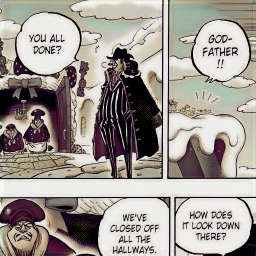 YOU ALL
DONE?
GOD-
FATHER
!!
WE'VE
CLOSED OFF
ALL THE
HALLWAYS.
HOW DOES
IT LOOK DOWN
THERE?